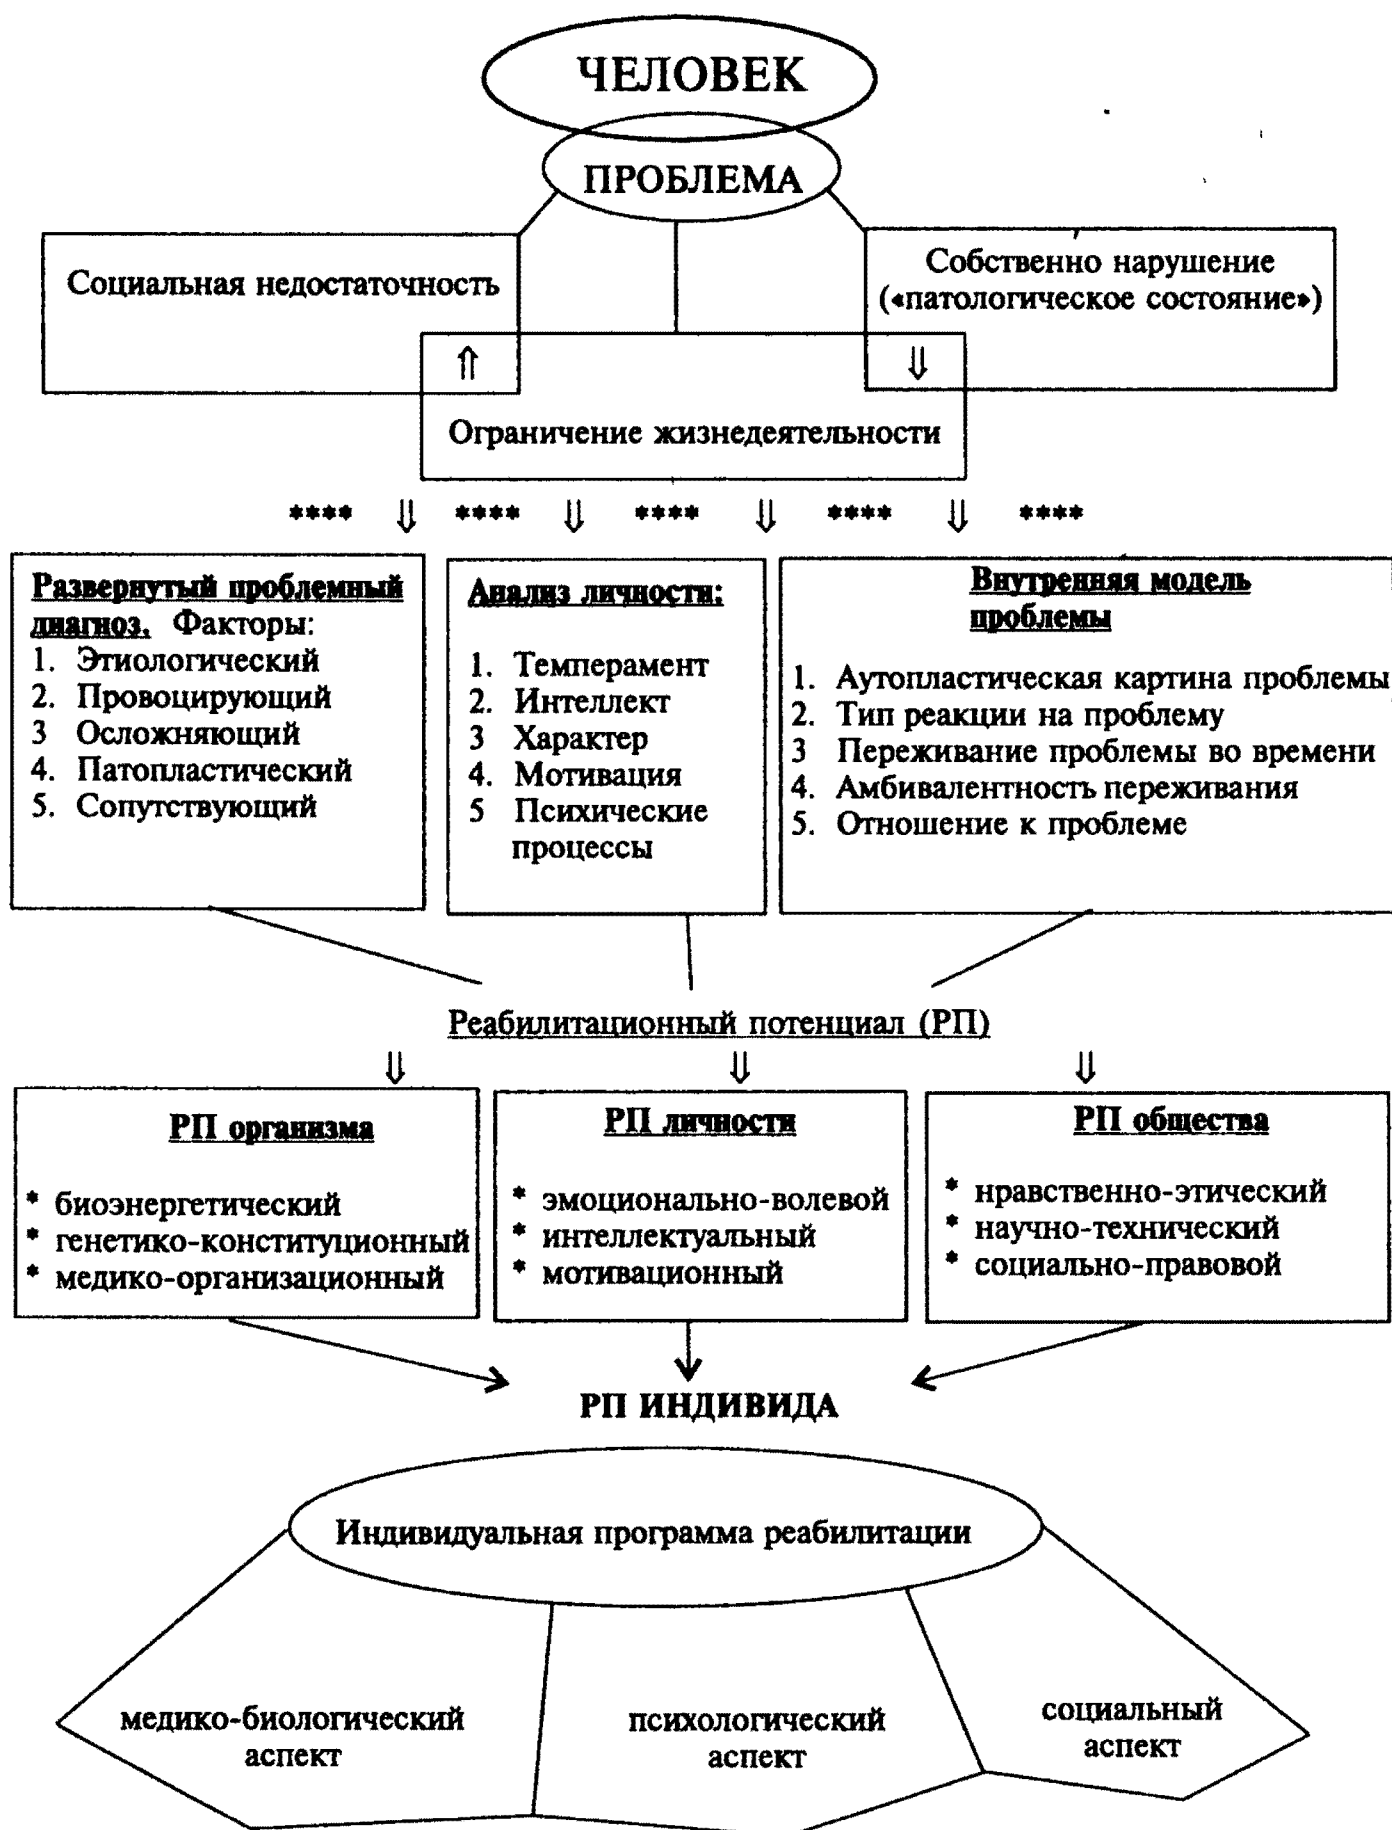 ЧЕЛОВЕК
ПРОБЛЕМА
Социальная недостаточность
Собственно нарушение
(«патологическое состояние»)
⇑
⇓
Ограничение жизнедеятельности
**** ⇓ **** ⇓ **** ⇓ **** ⇓ ****
Развернутый проблемный
диагноз. Факторы:
1. Этиологический
2. Провоцирующий
3 Осложняющий
4. Патопластический
5. Сопутствующий
Анализ личности:
1. Темперамент
2. Интеллект
3 Характер
4. Мотивация
5 Психические
процессы
Внутренняя модель
проблемы
1. Аутопластическая картина проблемы
2. Тип реакции на проблему
3 Переживание проблемы во времени
4. Амбивалентность переживания
5. Отношение к проблеме
Реабилитационный потенциал (РП)
⇓ ⇓ ⇓
РП организма
* биоэнергетический
* генетико-конституционный
* медико-организационный
РП личности
* эмоционально-волевой
* интеллектуальный
* мотивационный
РП общества
* нравственно-этический
* научно-технический
* социально-правовой
РП ИНДИВИДА
Индивидуальная программа реабилитации
медико-биологический
аспект
психологический
аспект
социальный
аспект